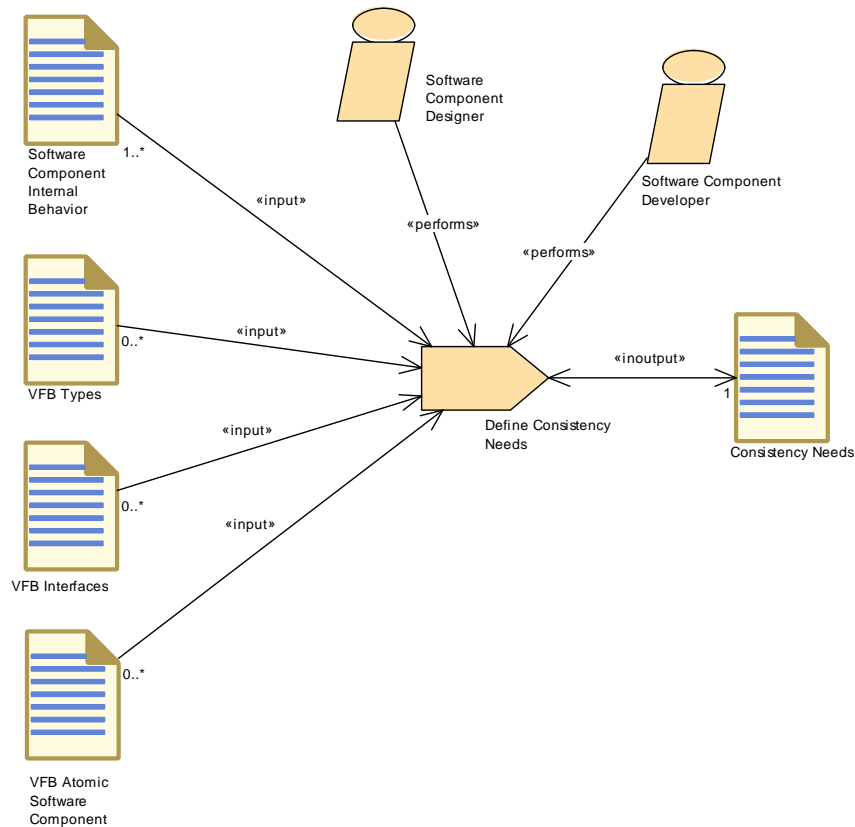 Software
Component
Designer
Software Component
Developer
1..*
Software
Component
Internal
Behavior
«input»
«performs»
«performs»
0..*
«input»
VFB Types
«inoutput»
1
Define Consistency
Needs
Consistency Needs
«input»
0..*
VFB Interfaces
«input»
0..*
VFB Atomic
Software
Component